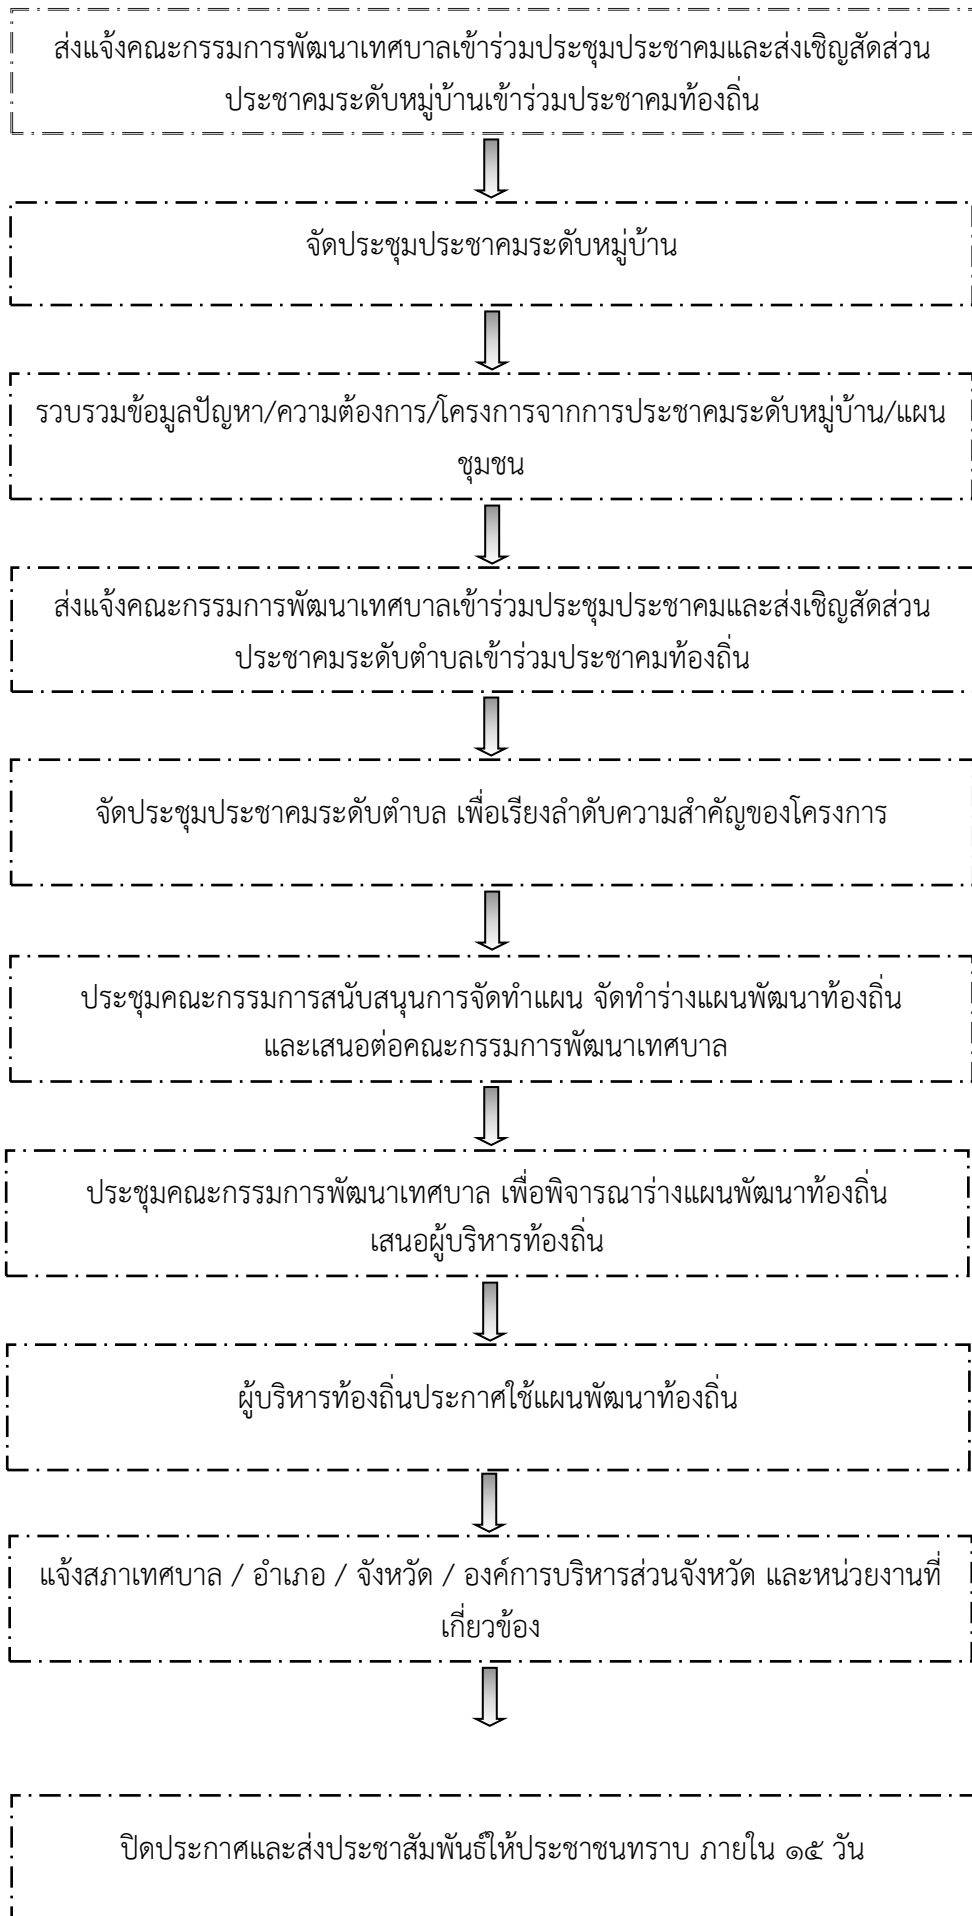 ส่งแจ้งคณะกรรมการพัฒนาเทศบาลเข้าร่วมประชุมประชาคมและส่งเชิญสัดส่วน
ประชาคมระดับหมู่บ้านเข้าร่วมประชาคมท้องถิ่น
จัดประชุมประชาคมระดับหมู่บ้าน
รวบรวมข้อมูลปัญหา/ความต้องการ/โครงการจากการประชาคมระดับหมู่บ้าน/แผน
ชุมชน
ส่งแจ้งคณะกรรมการพัฒนาเทศบาลเข้าร่วมประชุมประชาคมและส่งเชิญสัดส่วน
ประชาคมระดับตำบลเข้าร่วมประชาคมท้องถิ่น
จัดประชุมประชาคมระดับตำบล เพื่อเรียงลำดับความสำคัญของโครงการ
ประชุมคณะกรรมการสนับสนุนการจัดทำแผน จัดทำร่างแผนพัฒนาท้องถิ่น
และเสนอต่อคณะกรรมการพัฒนาเทศบาล
ประชุมคณะกรรมการพัฒนาเทศบาล เพื่อพิจารณาร่างแผนพัฒนาท้องถิ่น
เสนอผู้บริหารท้องถิ่น
ผู้บริหารท้องถิ่นประกาศใช้แผนพัฒนาท้องถิ่น
แจ้งสภาเทศบาล / อำเภอ / จังหวัด / องค์การบริหารส่วนจังหวัด และหน่วยงานที่
เกี่ยวข้อง
ปิดประกาศและส่งประชาสัมพันธ์ให้ประชาชนทราบ ภายใน ๑๕ วัน